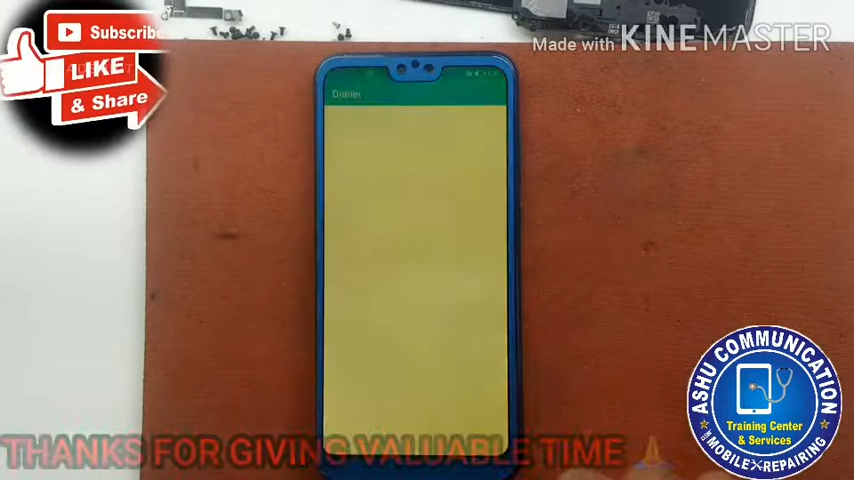 Subscribe
LIKE
& Share
Made with KINEMASTER
Dialler
ASHU COMMUNICATION
Training Center
& Services
MOBILE X REPAIRING
THANKS FOR GIVING VALUABLE TIME 🙏